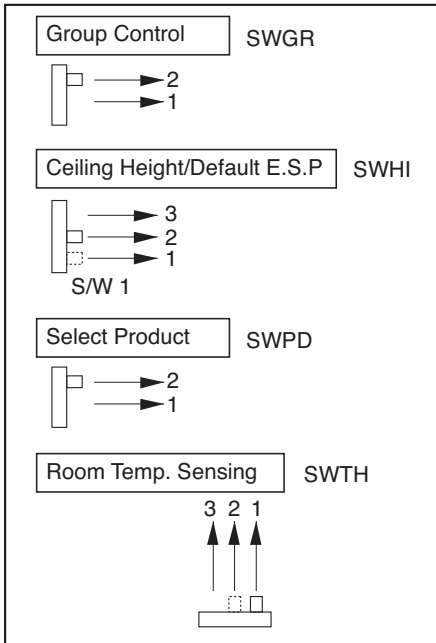 Group Control SWGR
2
1
Ceiling Height/Default E.S.P SWHI
3
2
1
S/W 1
Select Product SWPD
2
1
Room Temp. Sensing SWTH
3 2 1